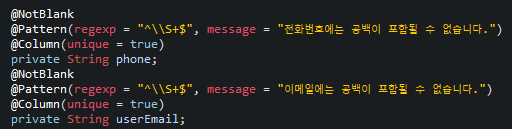 @NotBlank
@Pattern(regexp = "^\\S+$", message = "전화번호에는 공백이 포함될 수 없습니다.")
@Column(unique = true)
private String phone;
@NotBlank
@Pattern(regexp = "^\\S+$", message = "이메일에는 공백이 포함될 수 없습니다.")
@Column(unique = true)
private String userEmail;